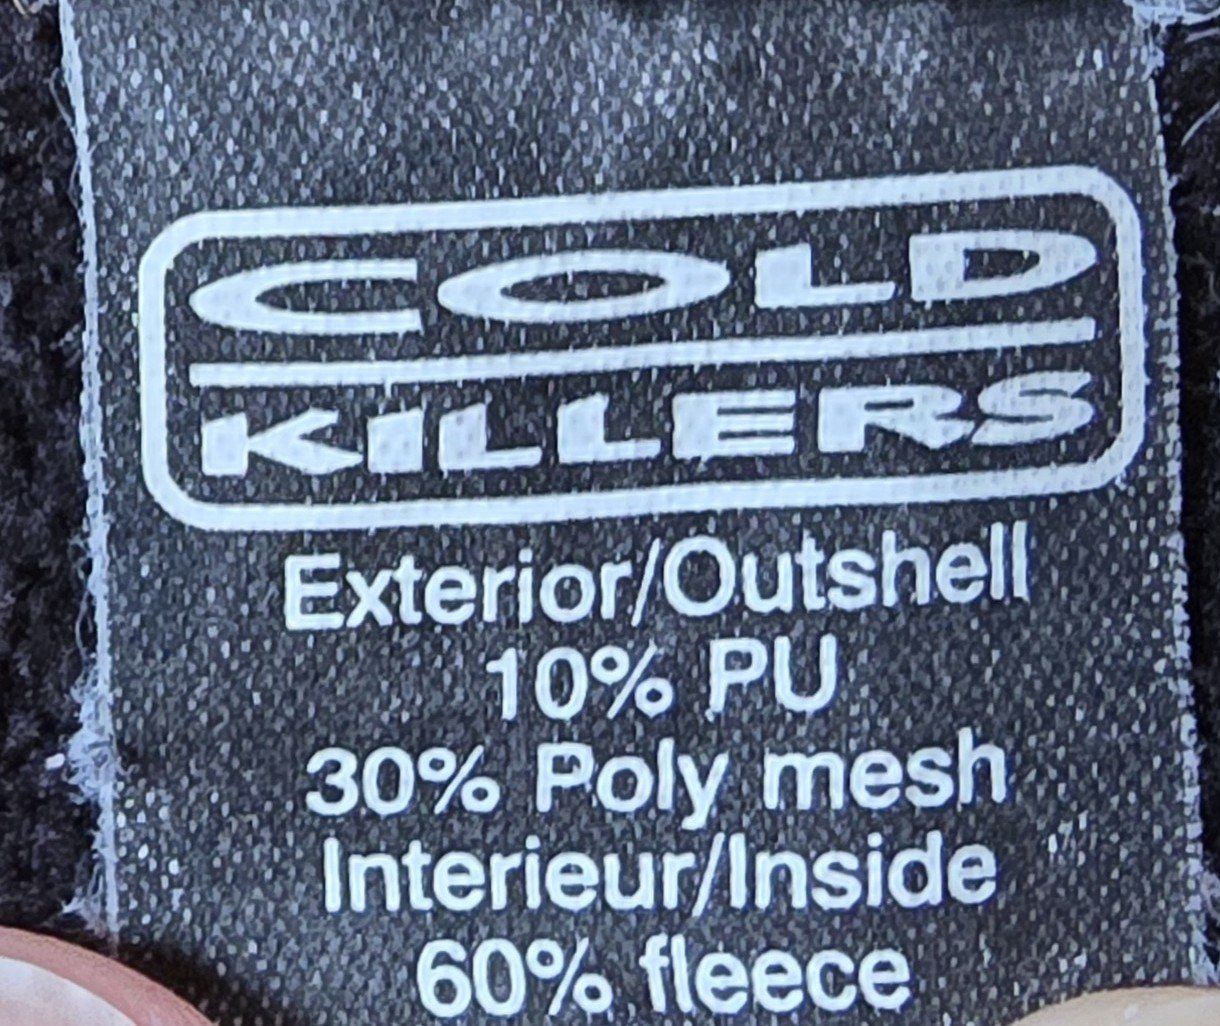 COLD
KILLERS
Exterior/Outshell
10% PU
30% Poly mesh
Interieur/Inside
60% fleece